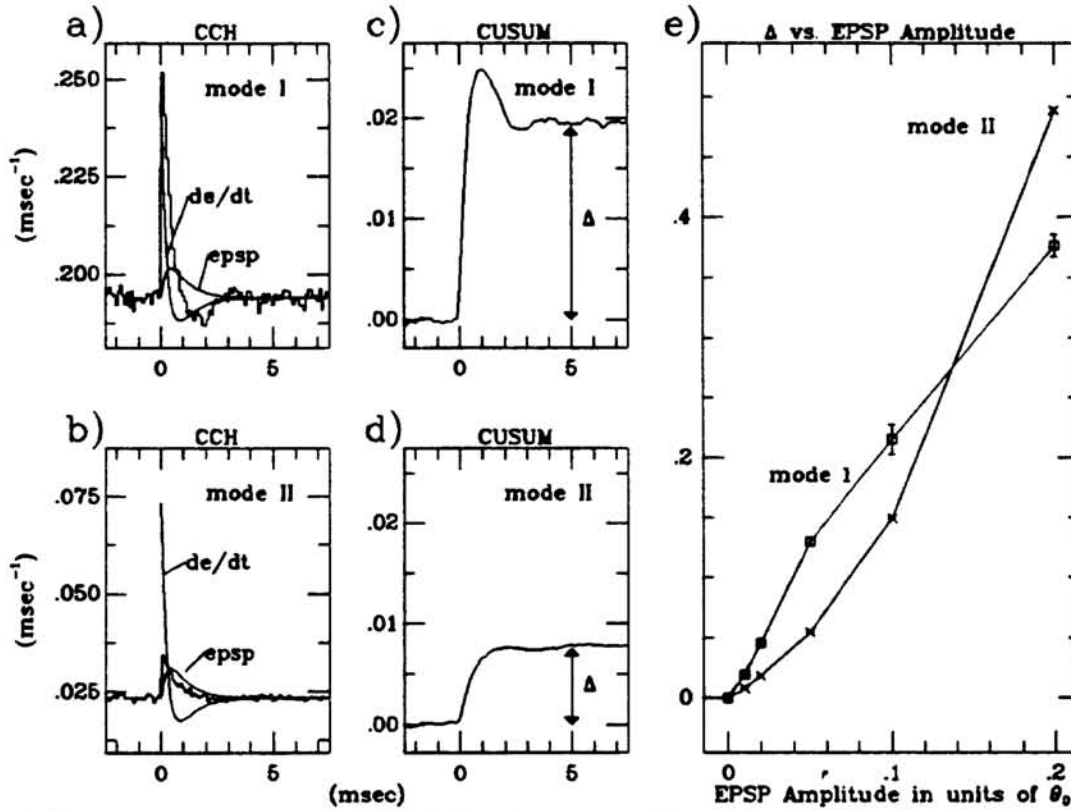 a)
CCH
mode I
.250
.225
.200
(msec⁻¹)
de/dt
epsp
0
5
c)
CUSUM
mode I
.02
.01
.00
Δ
0
5
b)
CCH
mode II
.075
.050
.025
(msec⁻¹)
de/dt
epsp
0
5
d)
CUSUM
mode II
.02
.01
.00
Δ
0
5
(msec)
e)
Δ vs. EPSP Amplitude
mode II
mode I
.4
.2
0
0
.1
.2
EPSP Amplitude in units of θ₀